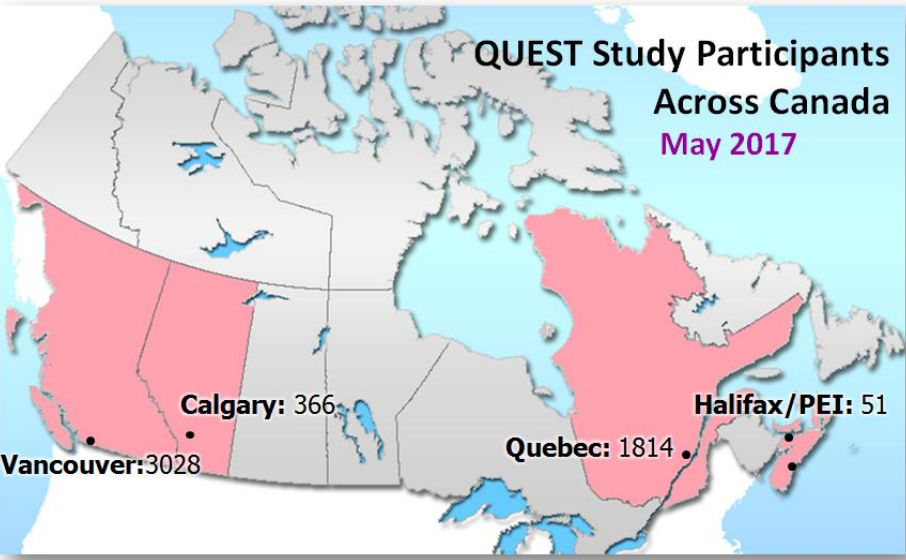 QUEST Study Participants
Across Canada
May 2017
Calgary: 366
Halifax/PEI: 51
Quebec: 1814
Vancouver:3028